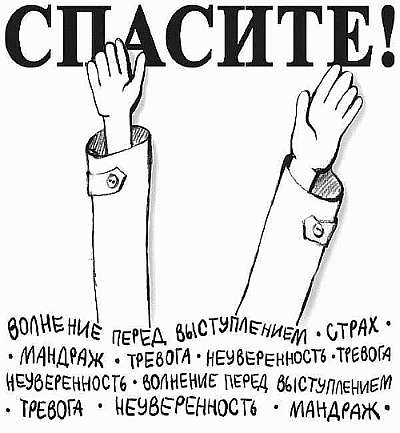 СПАСИТЕ!
ВОЛНЕНИЕ ПЕРЕД ВЫСТУПЛЕНИЕМ · СТРАХ ·
· МАНДРАЖ · ТРЕВОГА · НЕУВЕРЕННОСТЬ · ТРЕВОГА
НЕУВЕРЕННОСТЬ · ВОЛНЕНИЕ ПЕРЕД ВЫСТУПЛЕНИЕМ
· ТРЕВОГА · НЕУВЕРЕННОСТЬ · МАНДРАЖ ·